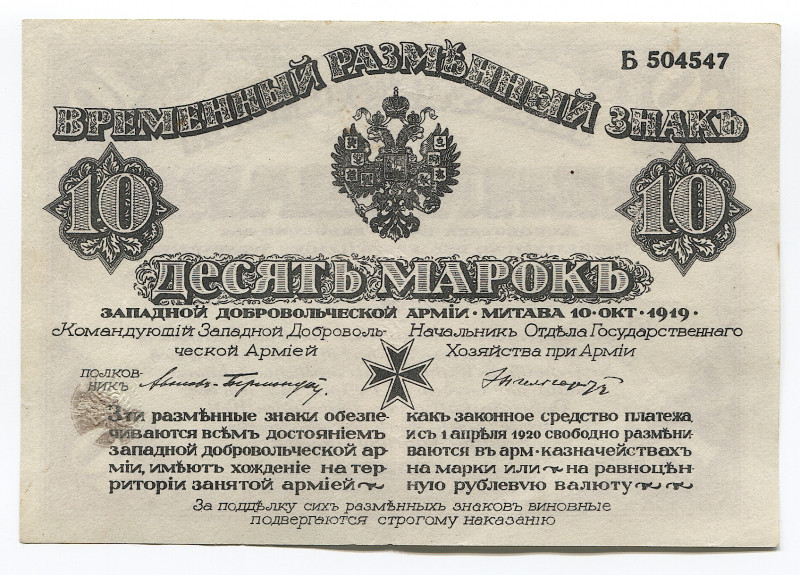 Б 504547
ВРЕМЕННЫЙ РАЗМѢННЫЙ ЗНАКЪ
10 10
ДЕСЯТЬ МАРОКЪ
ЗАПАДНОЙ ДОБРОВОЛЬЧЕСКОЙ АРМІИ · МИТАВА 10 · ОКТ · 1919 ·
Командующій Западной Доброволь-
ческой Арміей
Начальник Отдѣла Государственнаго
Хозяйства при Арміи
ПОЛКОВ-
НИКЪ
Эти размѣнные знаки обезпе-
чиваются всѣмъ достояніемъ
западной добровольческой ар-
міи, имѣютъ хожденіе на тер-
риторіи занятой арміей
какъ законное средство платежа,
и съ 1 апрѣля 1920 свободно размѣни-
ваются въ арм · казначействахъ
на марки или на равноцѣн-
ную рублевую валюту
За поддѣлку сихъ размѣнныхъ знаковъ виновные
подвергаются строгому наказанію